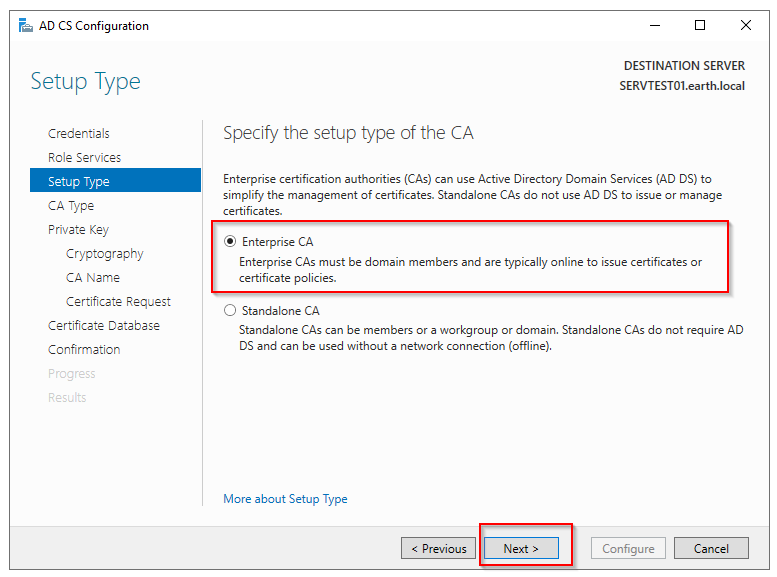 AD CS Configuration
Setup Type
DESTINATION SERVER
SERVTEST01.earth.local
Credentials
Role Services
Setup Type
CA Type
Private Key
Cryptography
CA Name
Certificate Request
Certificate Database
Confirmation
Progress
Results
Specify the setup type of the CA
Enterprise certification authorities (CAs) can use Active Directory Domain Services (AD DS) to
simplify the management of certificates. Standalone CAs do not use AD DS to issue or manage
certificates.
Enterprise CA
Enterprise CAs must be domain members and are typically online to issue certificates or
certificate policies.
Standalone CA
Standalone CAs can be members or a workgroup or domain. Standalone CAs do not require AD
DS and can be used without a network connection (offline).
More about Setup Type
< Previous
Next >
Configure
Cancel